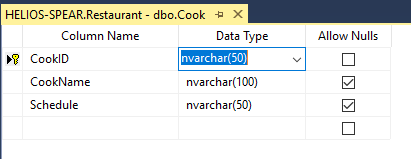 HELIOS-SPEAR.Restaurant - dbo.Cook
Column Name Data Type Allow Nulls
CookID nvarchar(50)
CookName nvarchar(100)
Schedule nvarchar(50)